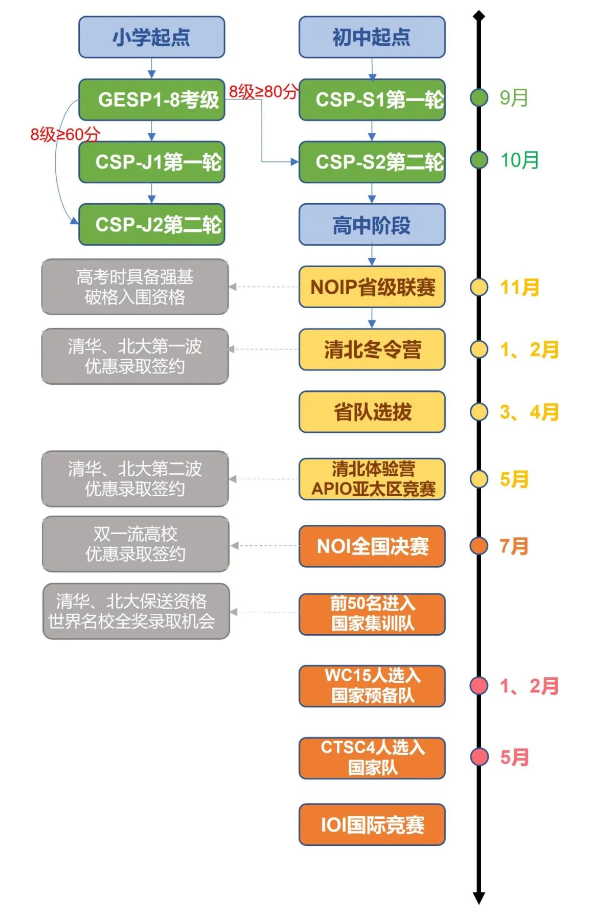 小学起点
初中起点
GESP1-8考级
8级≥80分
CSP-S1第一轮
9月
8级≥60分
CSP-J1第一轮
CSP-S2第二轮
10月
CSP-J2第二轮
高中阶段
高考时具备强基
破格入围资格
NOIP省级联赛
11月
清华、北大第一波
优惠录取签约
清北冬令营
1、2月
省队选拔
3、4月
清华、北大第二波
优惠录取签约
清北体验营
APIO亚太区竞赛
5月
双一流高校
优惠录取签约
NOI全国决赛
7月
清华、北大保送资格
世界名校全奖录取机会
前50名进入
国家集训队
WC15人选入
国家预备队
1、2月
CTSC4人选入
国家队
5月
IOI国际竞赛